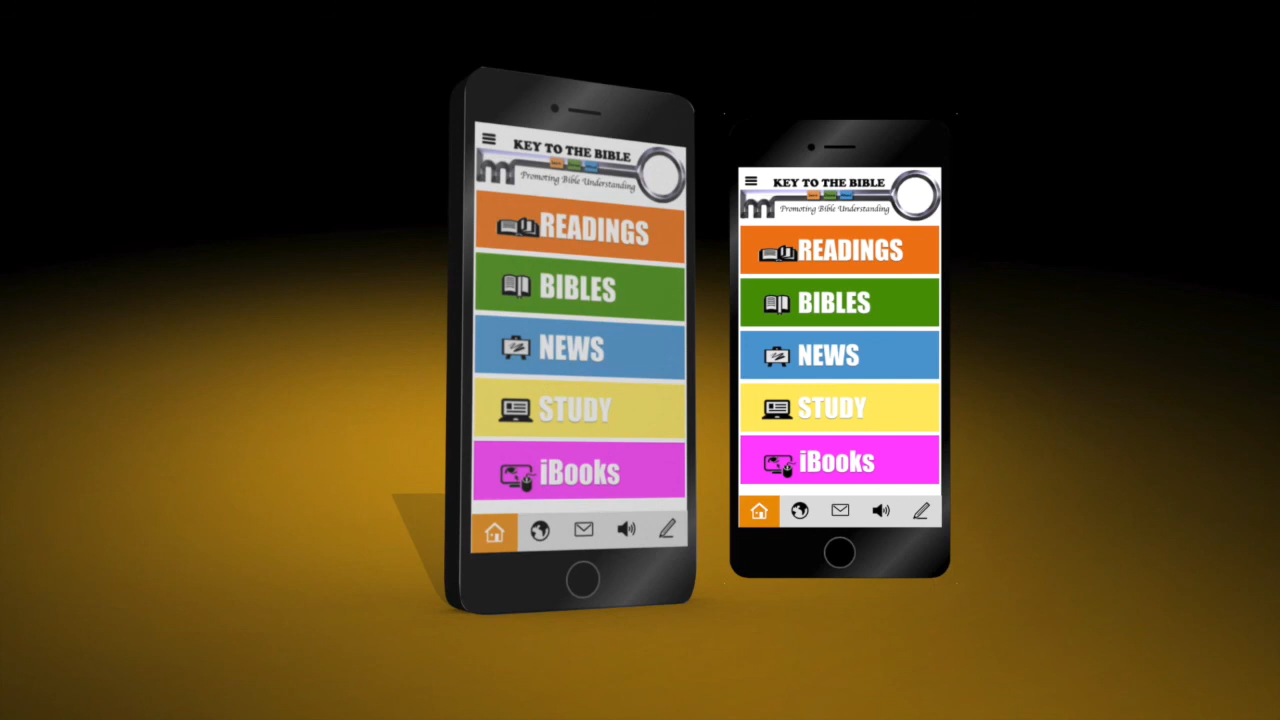 KEY TO THE BIBLE
Promoting Bible Understanding
READINGS
BIBLES
NEWS
STUDY
iBooks
KEY TO THE BIBLE
Promoting Bible Understanding
READINGS
BIBLES
NEWS
STUDY
iBooks